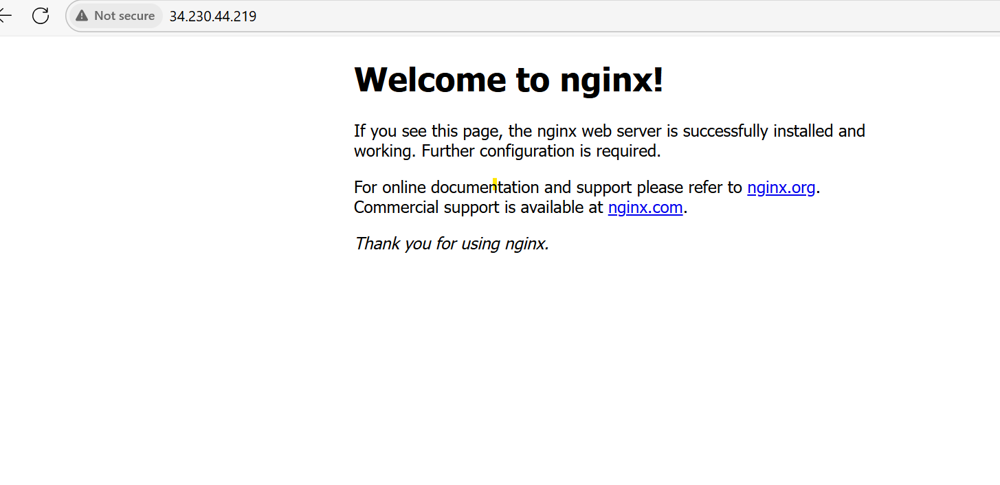 Not secure 34.230.44.219
Welcome to nginx!
If you see this page, the nginx web server is successfully installed and
working. Further configuration is required.
For online documentation and support please refer to nginx.org.
Commercial support is available at nginx.com.
Thank you for using nginx.